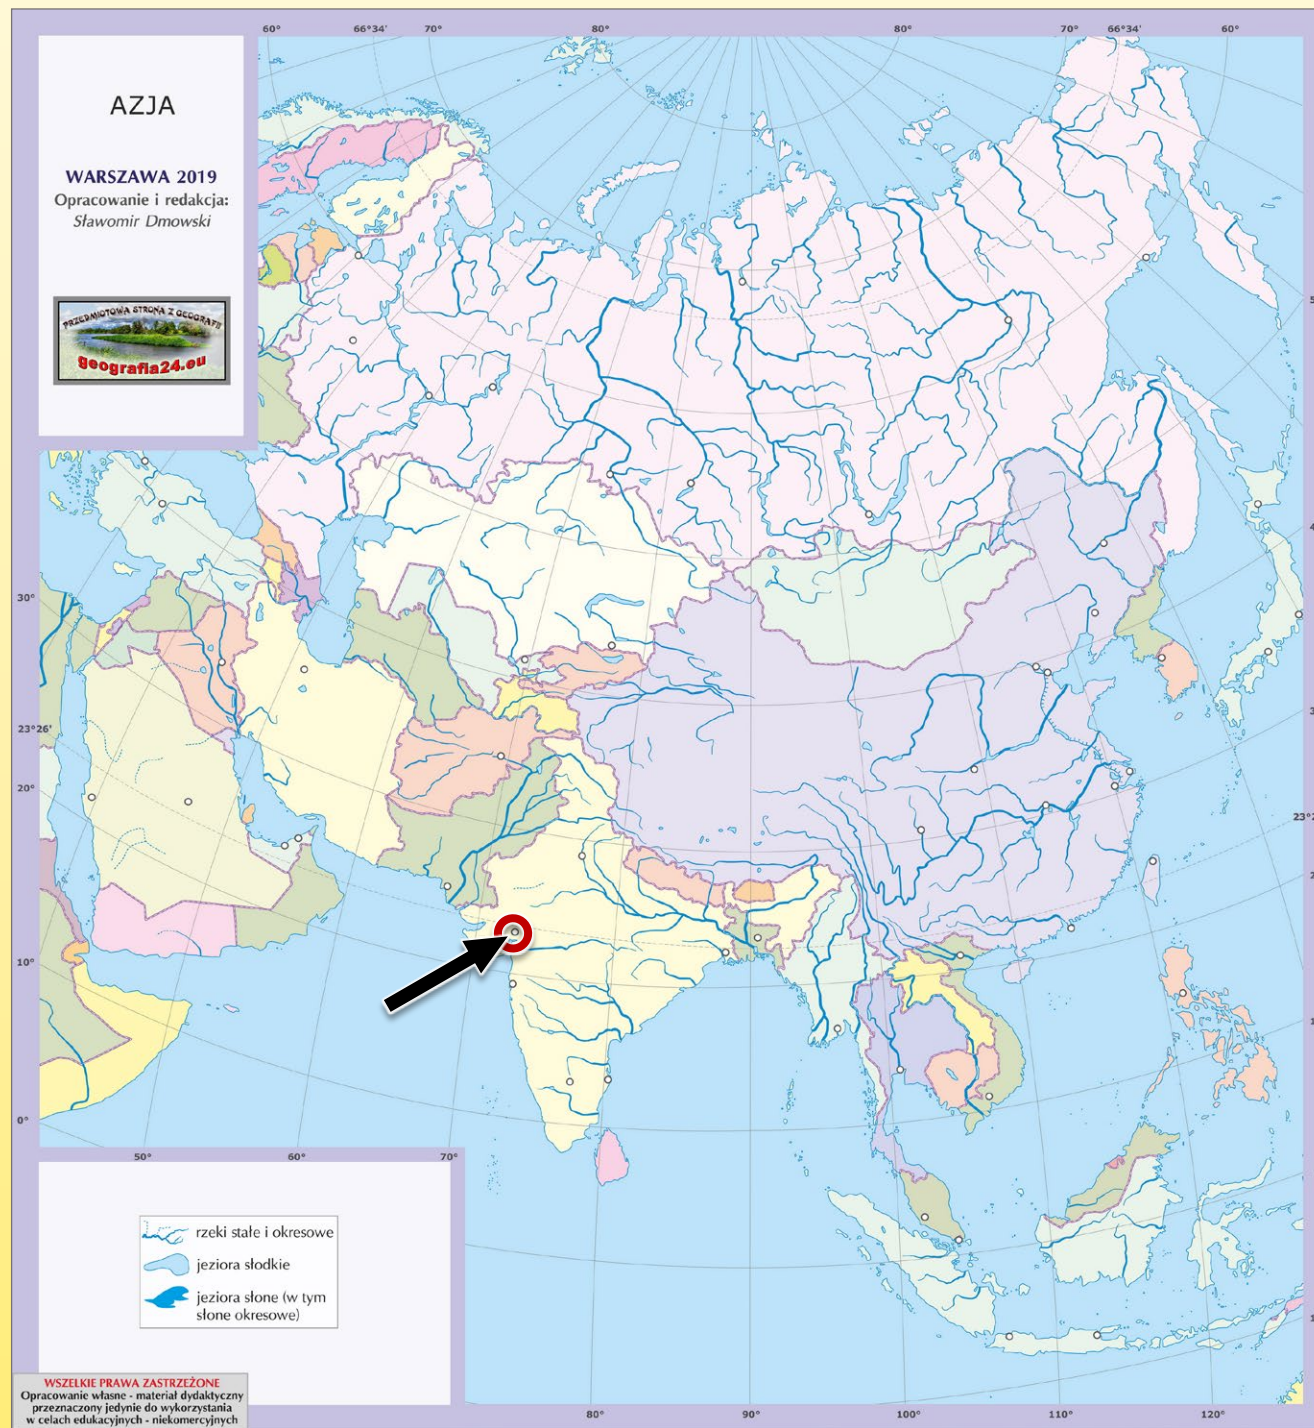 60°
66°34'
70°
80°
90°
80°
70°
66°34'
60°
AZJA
WARSZAWA 2019
Opracowanie i redakcja:
Sławomir Dmowski
PRZEDMIOTOWA STRONA Z GEOGRAFII
geografia24.eu
30°
23°26'
20°
10°
0°
50°
60°
70°
rzeki stałe i okresowe
jeziora słodkie
jeziora słone (w tym
słone okresowe)
WSZELKIE PRAWA ZASTRZEŻONE
Opracowanie własne - materiał dydaktyczny
przeznaczony jedynie do wykorzystania
w celach edukacyjnych - niekomercyjnych
80°
90°
100°
110°
120°